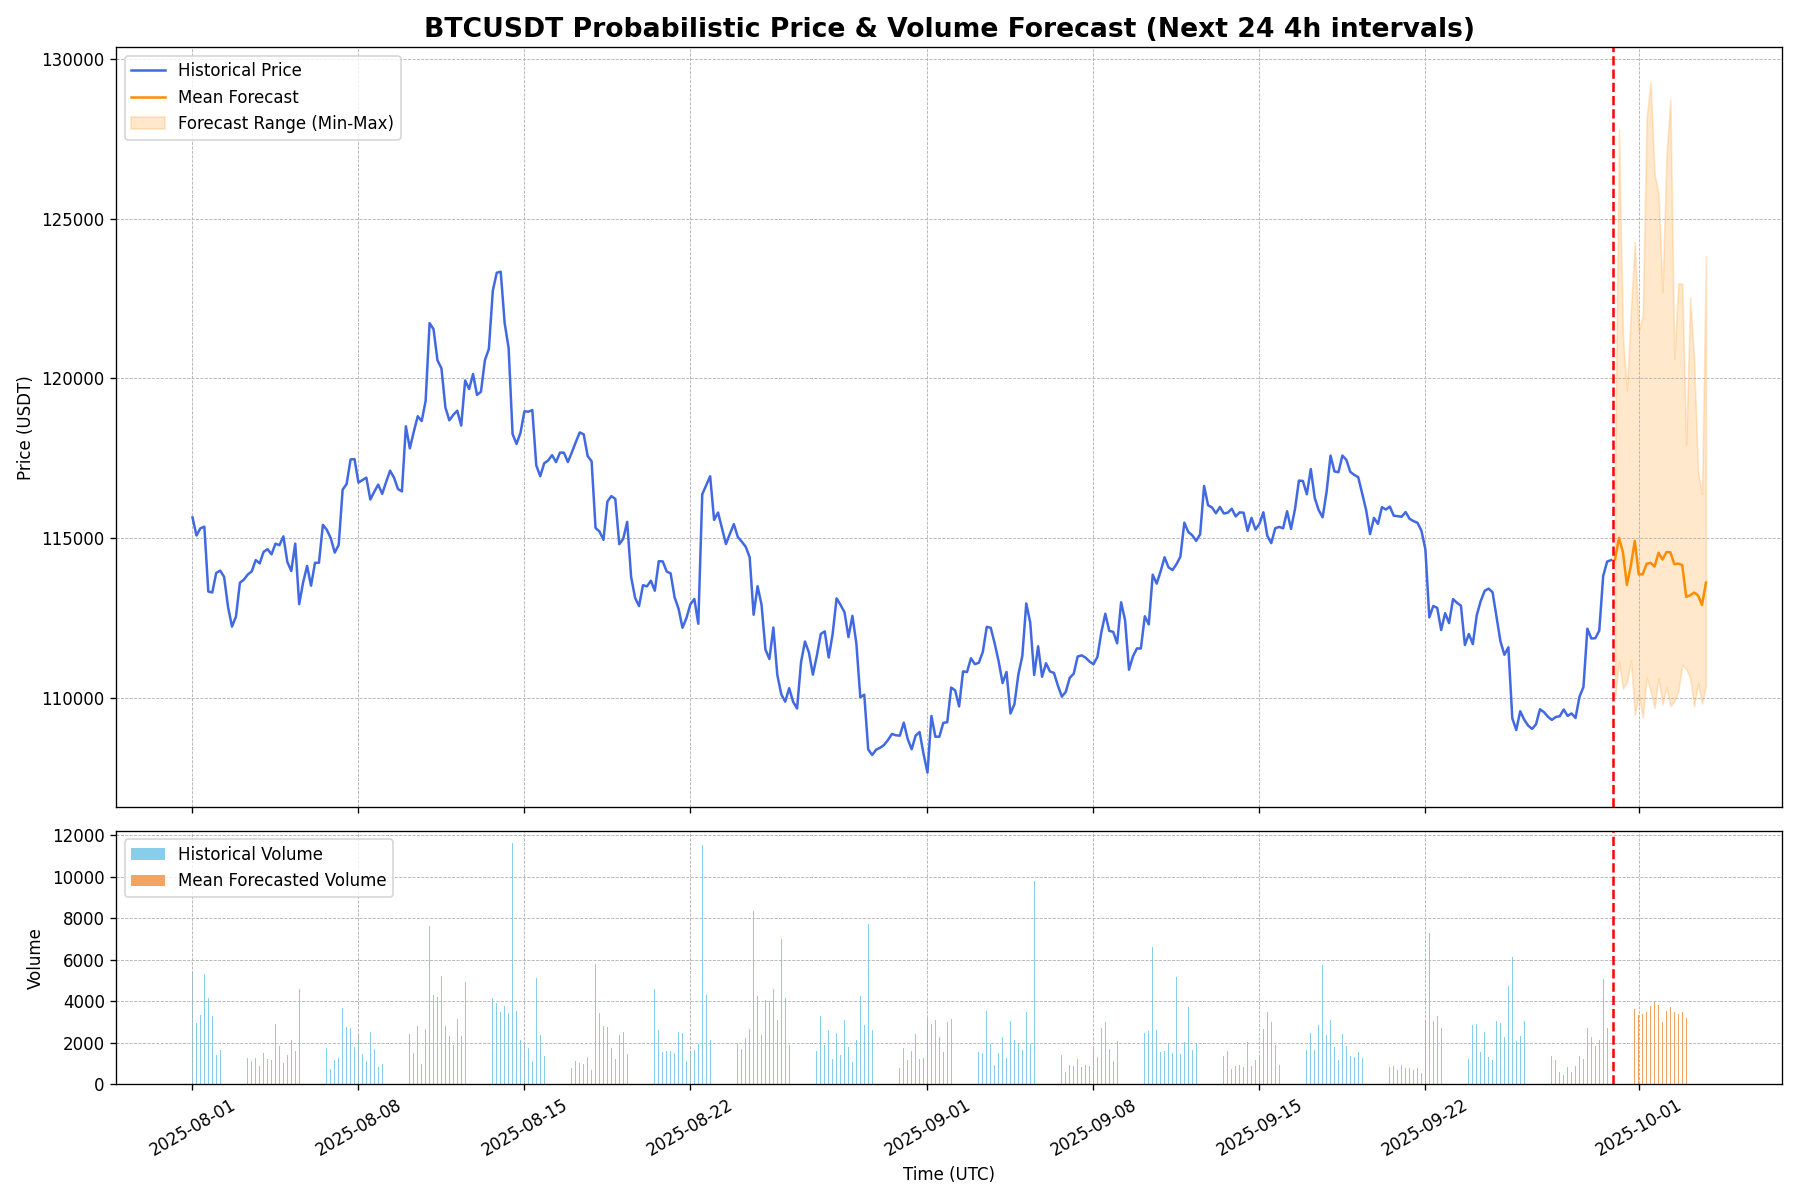 BTCUSDT Probabilistic Price & Volume Forecast (Next 24 4h intervals)
Historical Price
Mean Forecast
Forecast Range (Min-Max)
130000
125000
120000
115000
110000
Price (USDT)
Historical Volume
Mean Forecasted Volume
12000
10000
8000
6000
4000
2000
0
Volume
2025-08-01
2025-08-08
2025-08-15
2025-08-22
2025-09-01
2025-09-08
2025-09-15
2025-09-22
2025-10-01
Time (UTC)